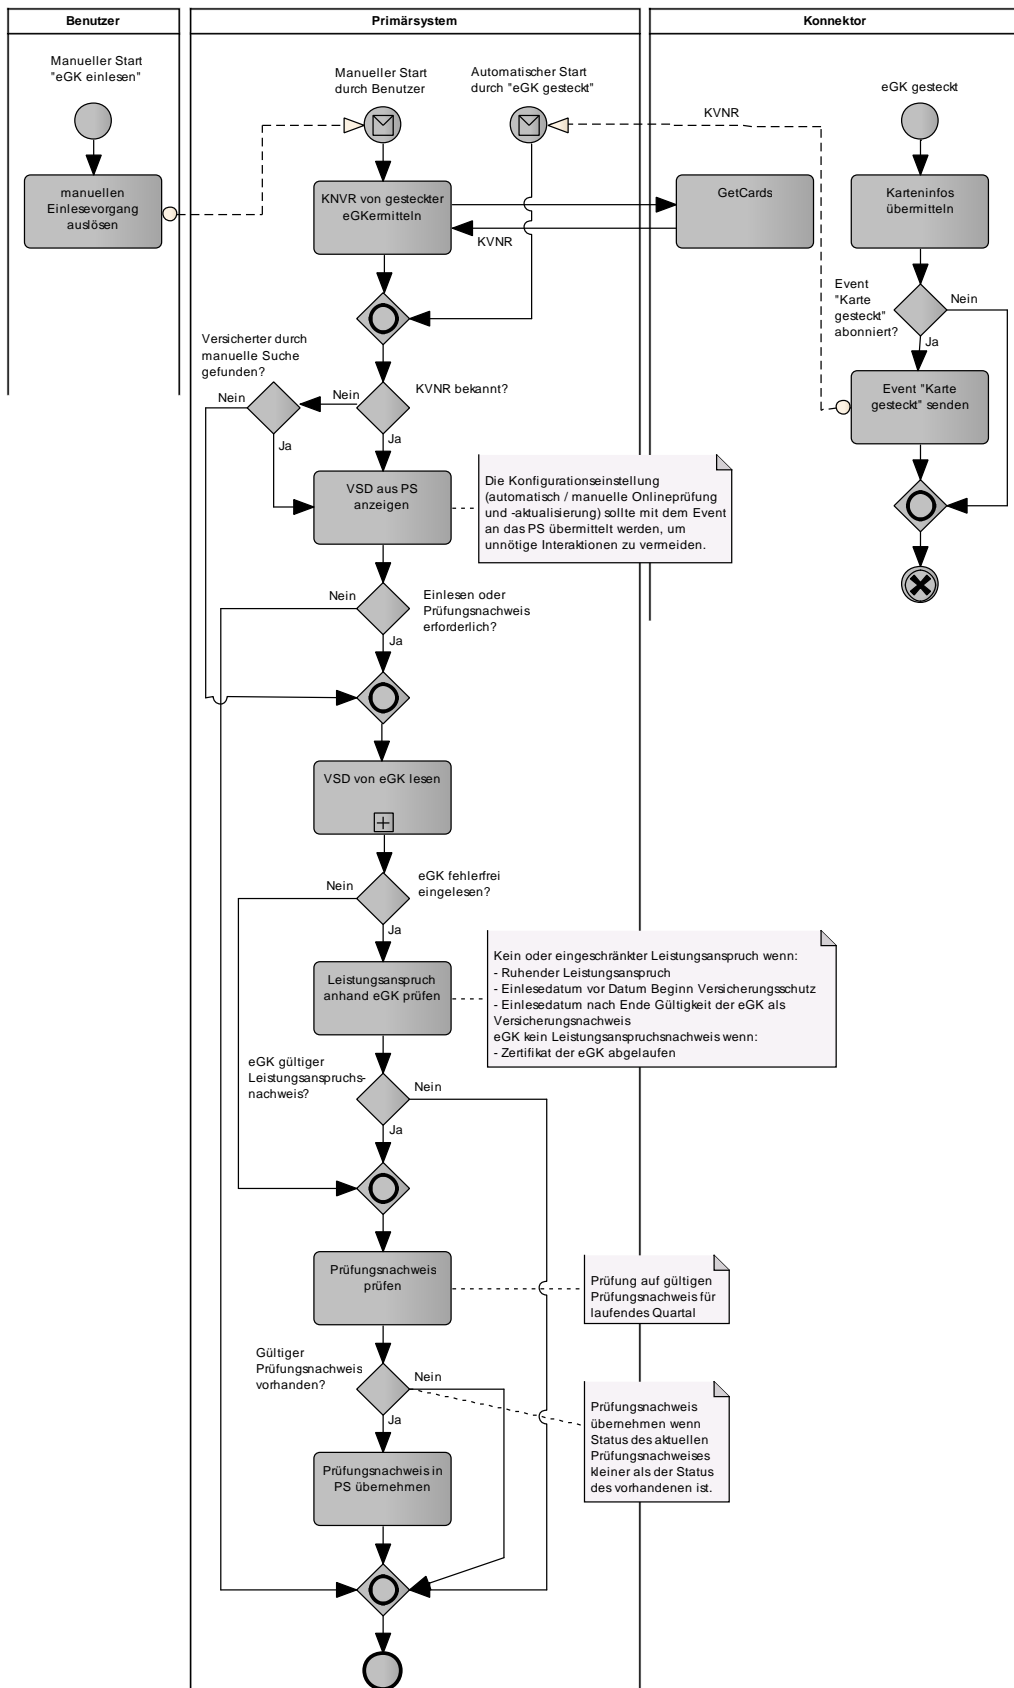 Benutzer
Primärsystem
Konnektor
Manueller Start
"eGK einlesen"
manuellen
Einlesevorgang
auslösen
Manueller Start
durch Benutzer
Automatischer Start
durch "eGK gesteckt"
KVNR
eGK gesteckt
KNVR von gesteckter
eGKermitteln
GetCards
KVNR
Karteninfos
übermitteln
Event
"Karte
gesteckt"
abonniert?
Nein
Ja
Event "Karte
gesteckt" senden
Versicherter durch
manuelle Suche
gefunden?
Nein
Ja
Nein
KVNR bekannt?
Ja
VSD aus PS
anzeigen
Die Konfigurationseinstellung
(automatisch / manuelle Onlineprüfung
und -aktualisierung) sollte mit dem Event
an das PS übermittelt werden, um
unnötige Interaktionen zu vermeiden.
Nein
Einlesen oder
Prüfungsnachweis
erforderlich?
Ja
VSD von eGK lesen
Nein
eGK fehlerfrei
eingelesen?
Ja
Leistungsanspruch
anhand eGK prüfen
Kein oder eingeschränkter Leistungsanspruch wenn:
- Ruhender Leistungsanspruch
- Einlesedatum vor Datum Beginn Versicherungsschutz
- Einlesedatum nach Ende Gültigkeit der eGK als
Versicherungsnachweis
eGK kein Leistungsanspruchsnachweis wenn:
- Zertifikat der eGK abgelaufen
eGK gültiger
Leistungsanspruchs-
nachweis?
Nein
Ja
Prüfungsnachweis
prüfen
Prüfung auf gültigen
Prüfungsnachweis für
laufendes Quartal
Gültiger
Prüfungsnachweis
vorhanden?
Nein
Ja
Prüfungsnachweis
übernehmen wenn
Status des aktuellen
Prüfungsnachweises
kleiner als der Status
des vorhandenen ist.
Prüfungsnachweis in
PS übernehmen